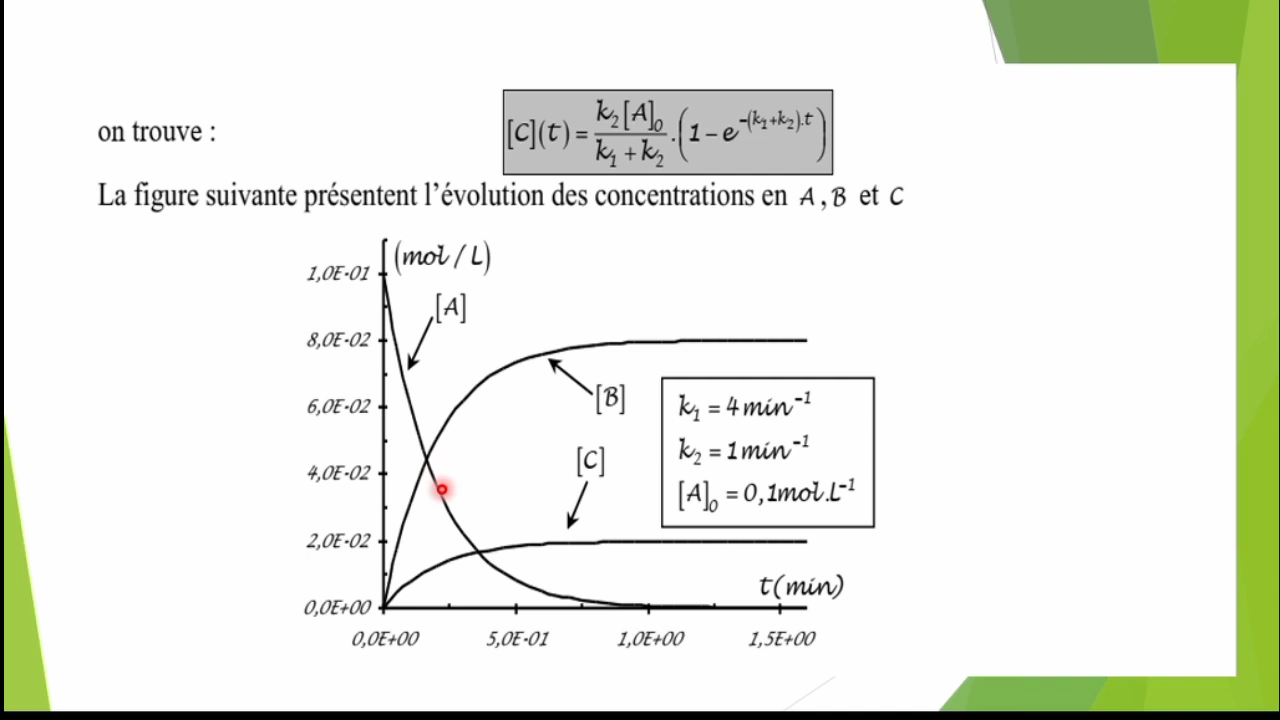 on trouve : [C](t) = k₂[A]₀ / k₁ + k₂ . (1 − e^-(k₁+k₂).t)
La figure suivante présentent l’évolution des concentrations en A , B et C
(mol / L)
1,0E-01
[A]
8,0E-02
6,0E-02
[B]
k₁ = 4 min⁻¹
k₂ = 1 min⁻¹
[C]
4,0E-02
[A]₀ = 0,1 mol.L⁻¹
2,0E-02
t(min)
0,0E+00
0,0E+00 5,0E-01 1,0E+00 1,5E+00